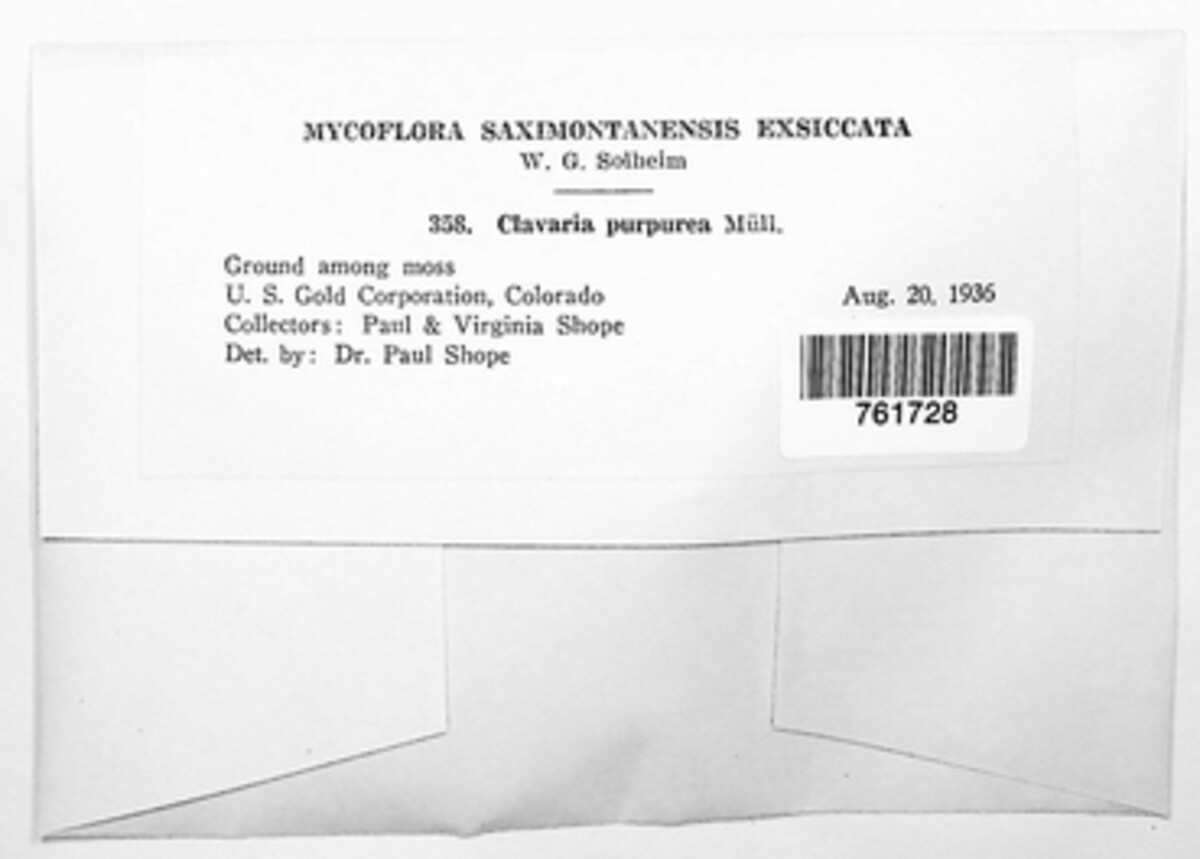 MYCOFLORA SAXIMONTANENSIS EXSICCATA
W. G. Solheim
358. Clavaria purpurea Müll.
Ground among moss
U. S. Gold Corporation, Colorado
Aug. 20, 1936
Collectors: Paul & Virginia Shope
Det. by: Dr. Paul Shope
761728